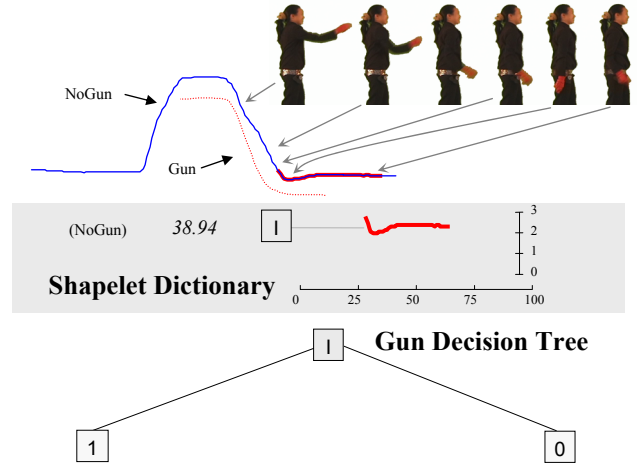 NoGun
Gun
(NoGun) 38.94 I
3
2
1
0
Shapelet Dictionary
0 25 50 75 100
I Gun Decision Tree
1 0